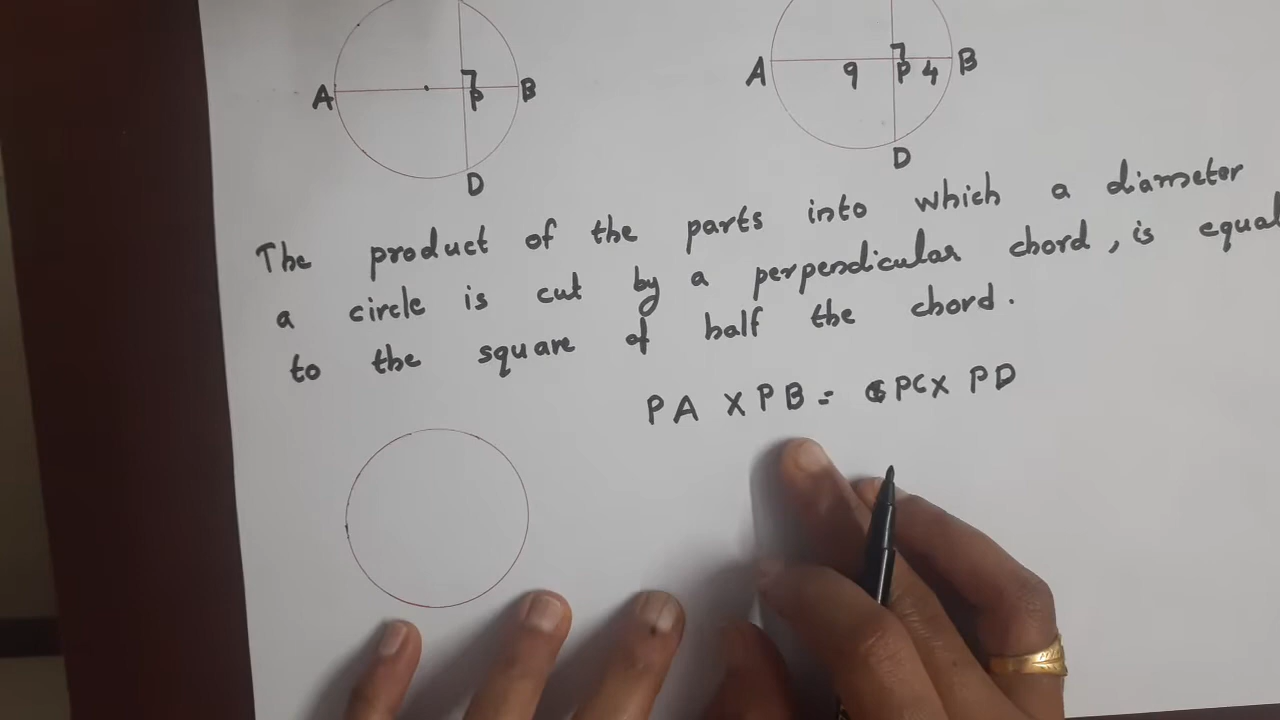 A P B
D
A 9 P 4 B
D
The product of the parts into which a diameter
a circle is cut by a perpendicular chord, is equal
to the square of half the chord.
PA X PB = PC X PD